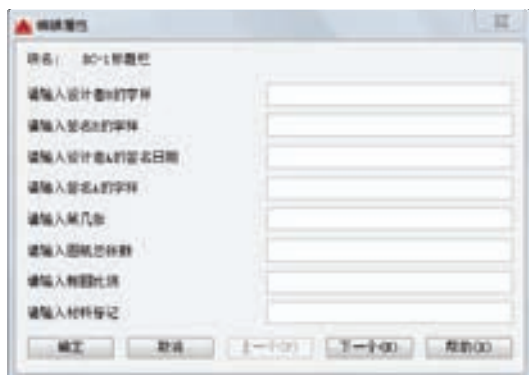 编辑属性
块名: BC-1标题栏
请输入设计者B的字样
请输入签名B的字样
请输入设计者A的签名日期
请输入签名A的字样
请输入第几张
请输入图纸总张数
请输入制图比例
请输入材料标记
确定 取消 上一个(P) 下一个(N) 帮助(H)